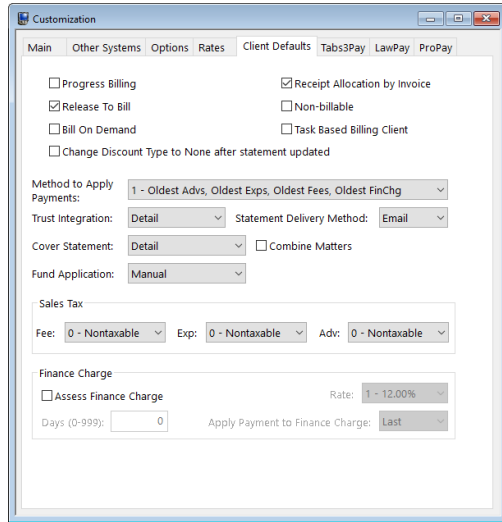 Customization
Main Other Systems Options Rates Client Defaults Tabs3Pay LawPay ProPay
Progress Billing Receipt Allocation by Invoice
Release To Bill Non-billable
Bill On Demand Task Based Billing Client
Change Discount Type to None after statement updated
Method to Apply
Payments: 1 - Oldest Advs, Oldest Exps, Oldest Fees, Oldest FinChg
Trust Integration: Detail Statement Delivery Method: Email
Cover Statement: Detail Combine Matters
Fund Application: Manual
Sales Tax
Fee: 0 - Nontaxable Exp: 0 - Nontaxable Adv: 0 - Nontaxable
Finance Charge
Assess Finance Charge Rate: 1 - 12.00%
Days (0-999): 0 Apply Payment to Finance Charge: Last